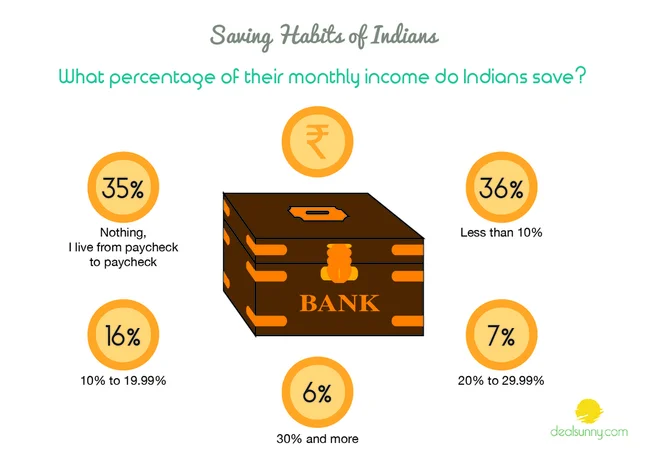 Saving Habits of Indians
What percentage of their monthly income do Indians save?
₹
35%
Nothing,
I live from paycheck
to paycheck
36%
Less than 10%
BANK
16%
10% to 19.99%
7%
20% to 29.99%
6%
30% and more
dealsunny.com